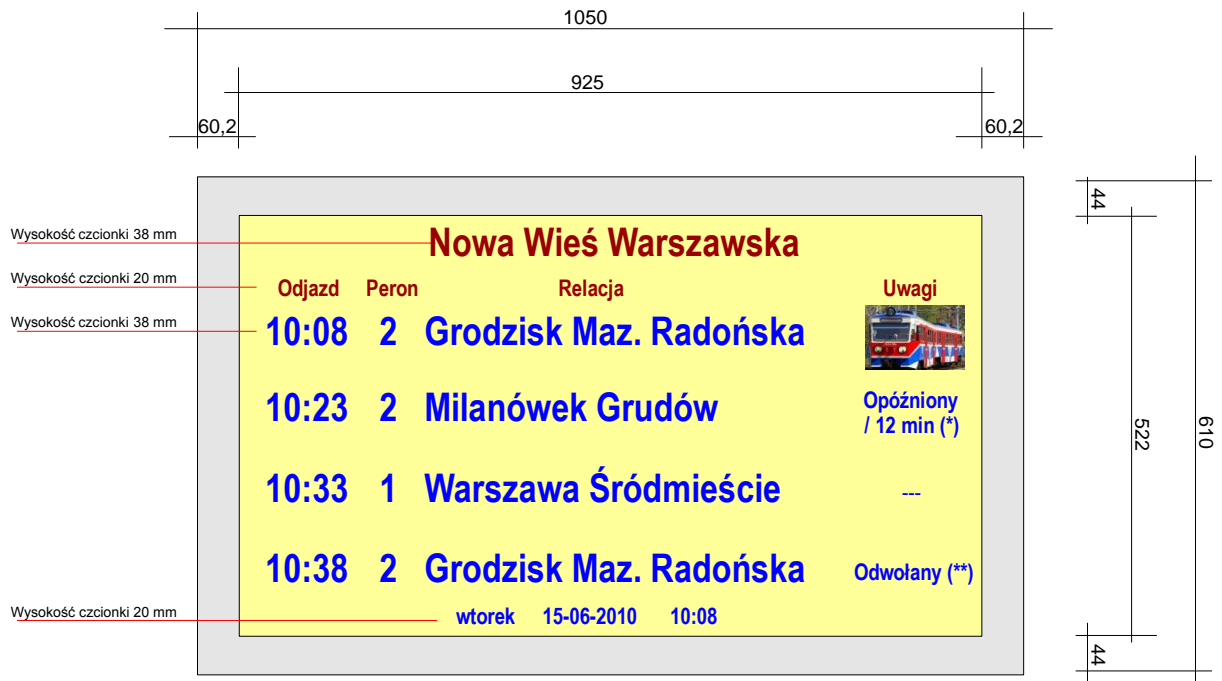 1050
925
60,2
60,2
44
Wysokość czcionki 38 mm
Nowa Wieś Warszawska
Wysokość czcionki 20 mm
Odjazd Peron Relacja Uwagi
Wysokość czcionki 38 mm
10:08 2 Grodzisk Maz. Radońska
10:23 2 Milanówek Grudów Opóźniony
/ 12 min (*)
522
610
10:33 1 Warszawa Śródmieście ---
10:38 2 Grodzisk Maz. Radońska Odwołany (**)
Wysokość czcionki 20 mm
wtorek 15-06-2010 10:08
44